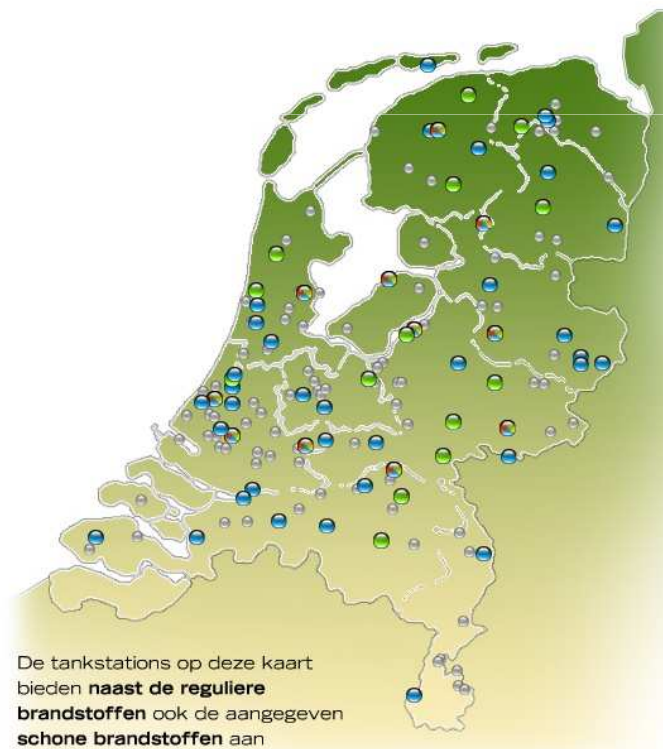 De tankstations op deze kaart
bieden naast de reguliere
brandstoffen ook de aangegeven
schone brandstoffen aan